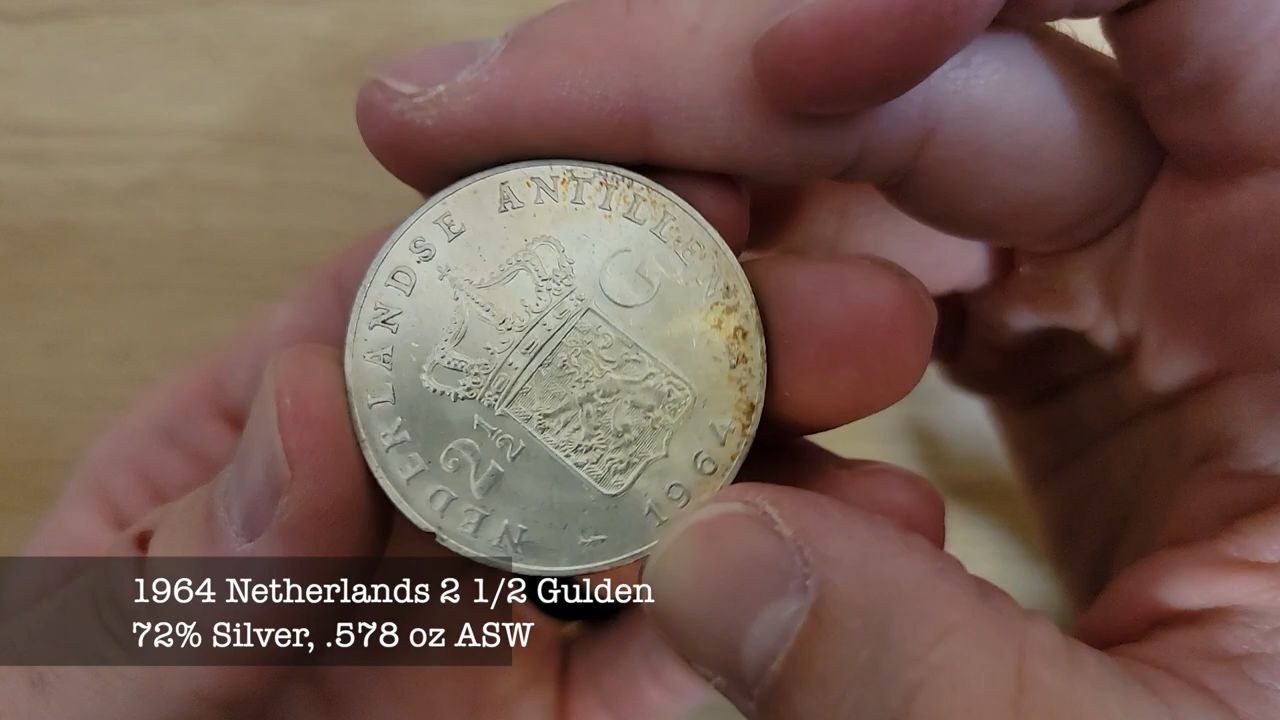 NEDERLANDSE ANTILLEN
2 1/2 G
1964
1964 Netherlands 2 1/2 Gulden
72% Silver, .578 oz ASW